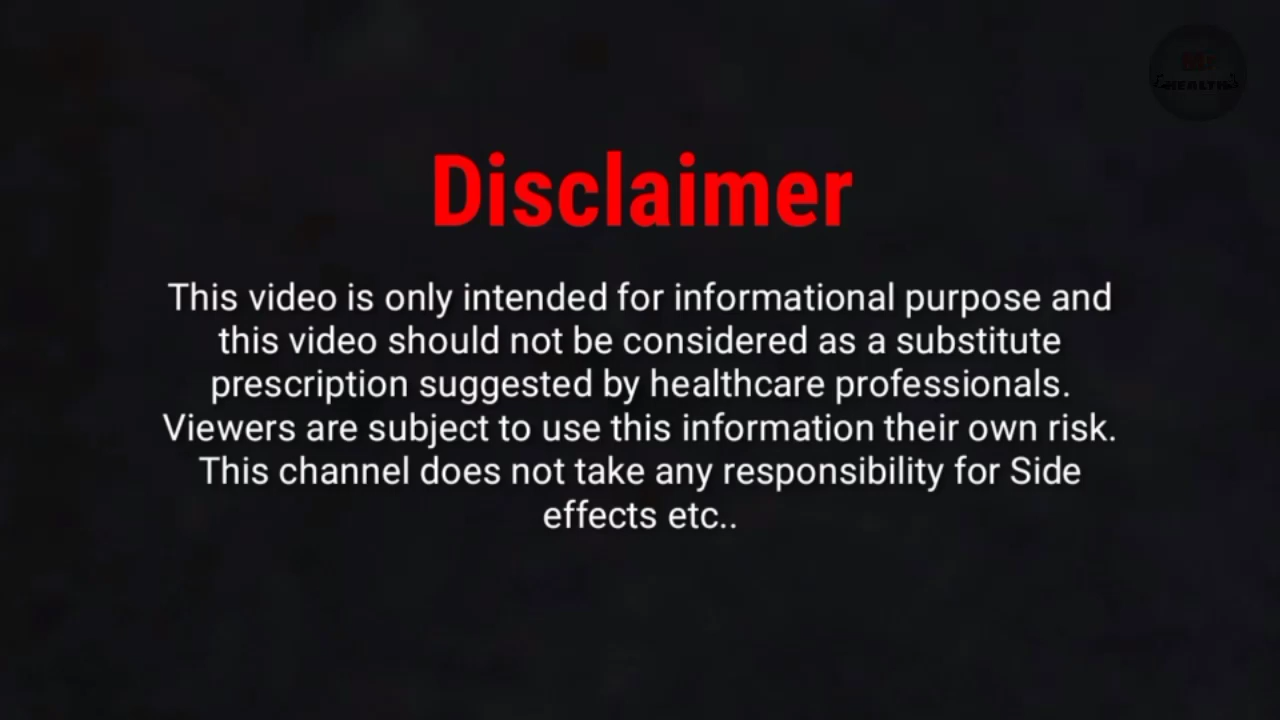 Disclaimer
This video is only intended for informational purpose and
this video should not be considered as a substitute
prescription suggested by healthcare professionals.
Viewers are subject to use this information their own risk.
This channel does not take any responsibility for Side
effects etc..